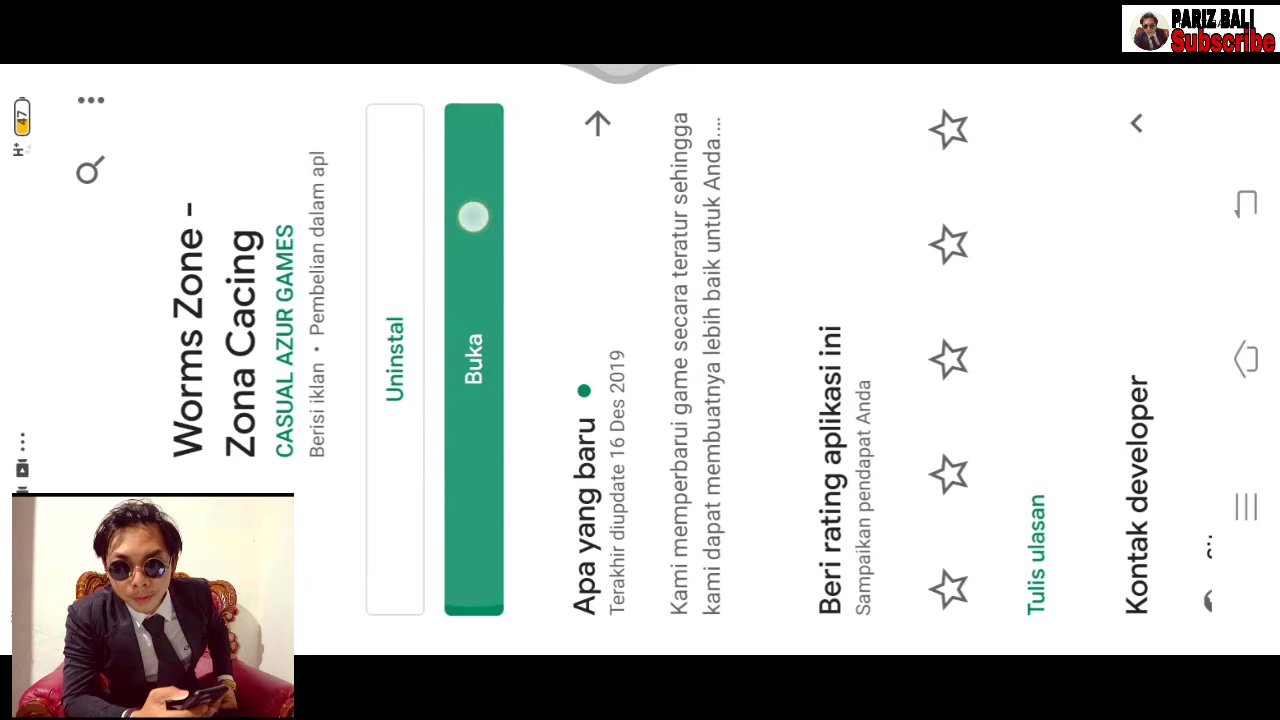 PARIZ BALI
Subscribe
H+
47
Worms Zone -
Zona Cacing
CASUAL AZUR GAMES
Berisi iklan • Pembelian dalam apl
Uninstal
Buka
Apa yang baru
Terakhir diupdate 16 Des 2019
Kami memperbarui game secara teratur sehingga
kami dapat membuatnya lebih baik untuk Anda....
Beri rating aplikasi ini
Sampaikan pendapat Anda
Tulis ulasan
Kontak developer